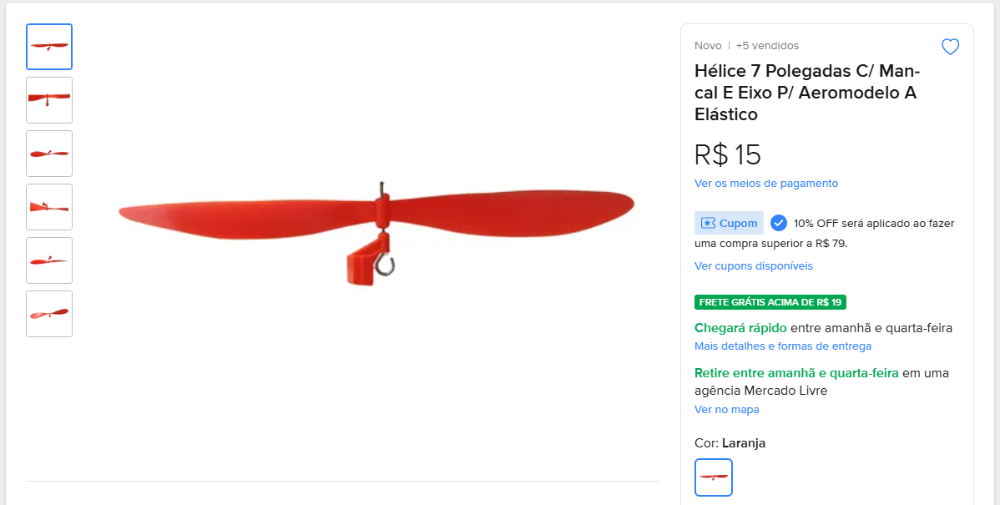 Novo | +5 vendidos
Hélice 7 Polegadas C/ Man-
cal E Eixo P/ Aeromodelo A
Elástico
R$ 15
Ver os meios de pagamento
Cupom 10% OFF será aplicado ao fazer
uma compra superior a R$ 79.
Ver cupons disponíveis
FRETE GRÁTIS ACIMA DE R$ 19
Chegará rápido entre amanhã e quarta-feira
Mais detalhes e formas de entrega
Retire entre amanhã e quarta-feira em uma
agência Mercado Livre
Ver no mapa
Cor: Laranja